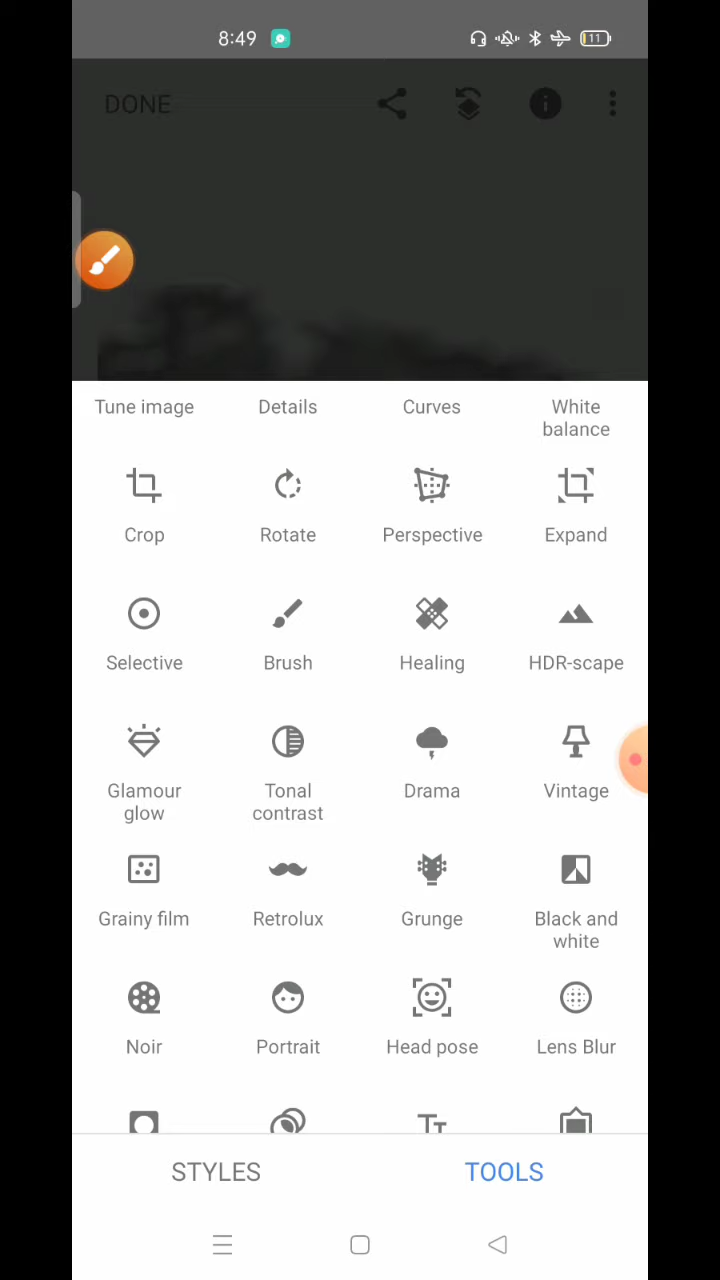 8:49
11
DONE
Tune image Details Curves White balance
Crop Rotate Perspective Expand
Selective Brush Healing HDR-scape
Glamour glow Tonal contrast Drama Vintage
Grainy film Retrolux Grunge Black and white
Noir Portrait Head pose Lens Blur
STYLES TOOLS